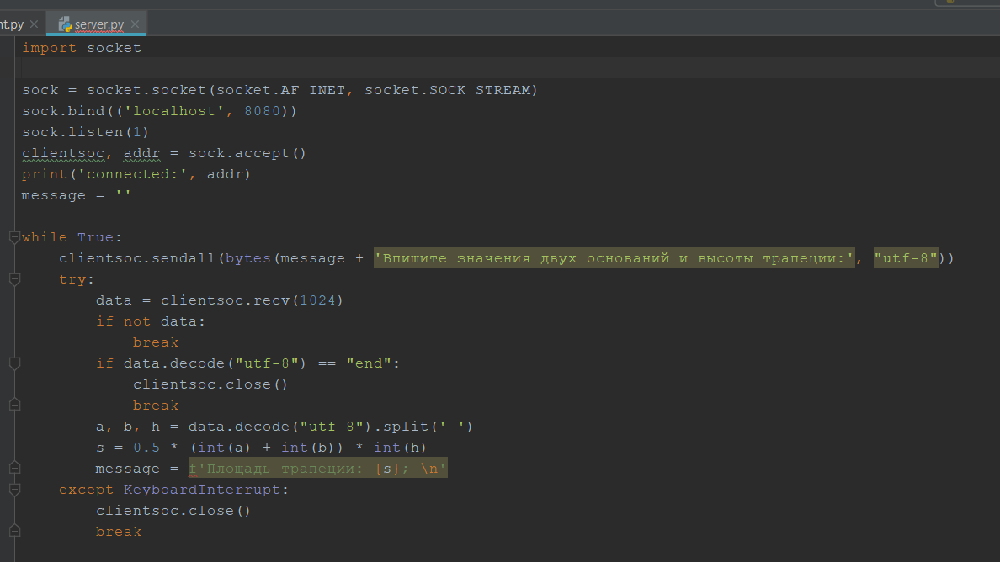 nt.py server.py
import socket
sock = socket.socket(socket.AF_INET, socket.SOCK_STREAM)
sock.bind(('localhost', 8080))
sock.listen(1)
clientsoc, addr = sock.accept()
print('connected:', addr)
message = ''
while True:
    clientsoc.sendall(bytes(message + 'Впишите значения двух оснований и высоты трапеции:', "utf-8"))
    try:
        data = clientsoc.recv(1024)
        if not data:
            break
        if data.decode("utf-8") == "end":
            clientsoc.close()
            break
        a, b, h = data.decode("utf-8").split(' ')
        s = 0.5 * (int(a) + int(b)) * int(h)
        message = f'Площадь трапеции: {s}; \n'
    except KeyboardInterrupt:
        clientsoc.close()
        break